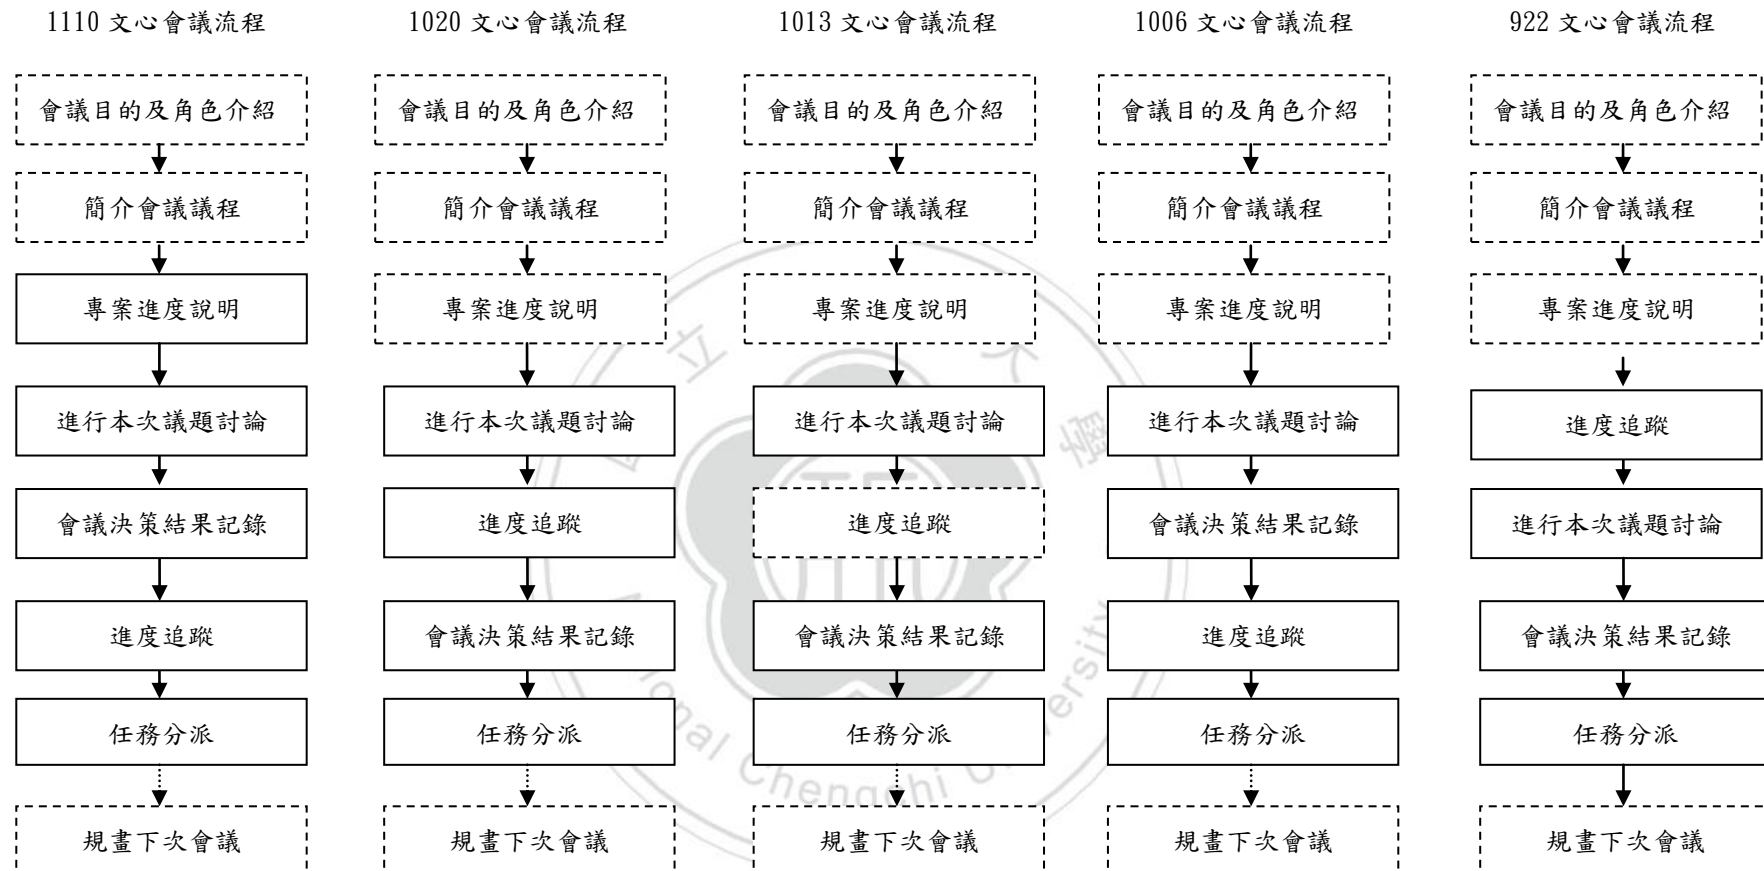 1110 文心會議流程
會議目的及角色介紹
簡介會議議程
專案進度說明
進行本次議題討論
會議決策結果記錄
進度追蹤
任務分派
規畫下次會議
1020 文心會議流程
會議目的及角色介紹
簡介會議議程
專案進度說明
進行本次議題討論
進度追蹤
會議決策結果記錄
任務分派
規畫下次會議
1013 文心會議流程
會議目的及角色介紹
簡介會議議程
專案進度說明
進行本次議題討論
進度追蹤
會議決策結果記錄
任務分派
規畫下次會議
1006 文心會議流程
會議目的及角色介紹
簡介會議議程
專案進度說明
進行本次議題討論
會議決策結果記錄
進度追蹤
任務分派
規畫下次會議
922 文心會議流程
會議目的及角色介紹
簡介會議議程
專案進度說明
進度追蹤
進行本次議題討論
會議決策結果記錄
任務分派
規畫下次會議
立 大 學
Chengchi